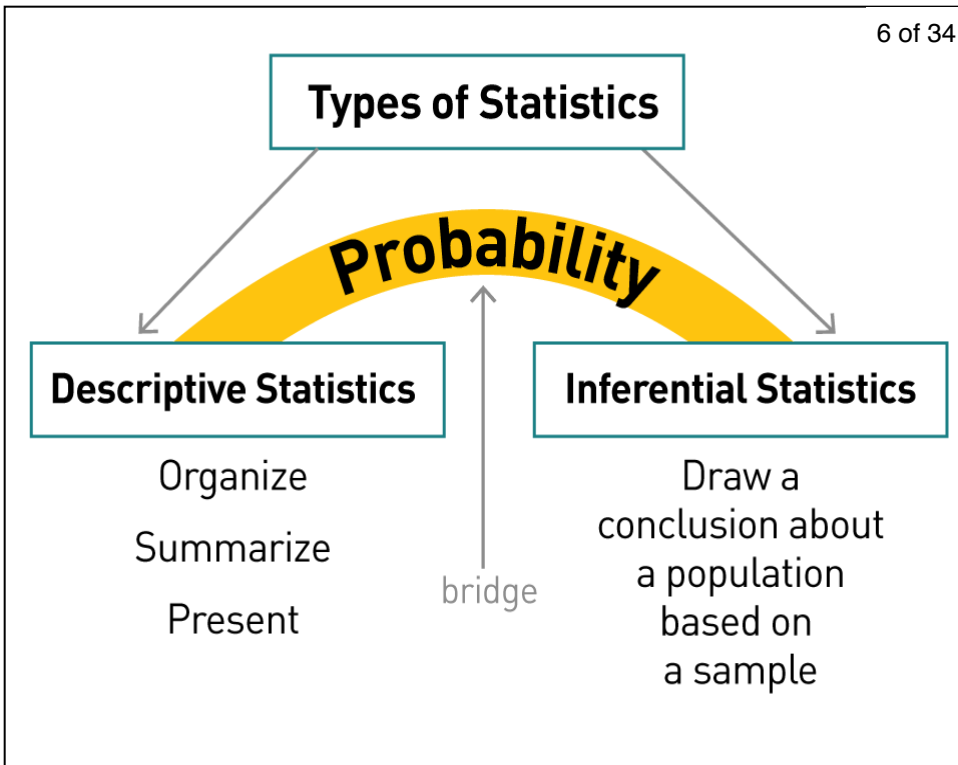 6 of 34
Types of Statistics
Probability
Descriptive Statistics
Organize
Summarize
Present
bridge
Inferential Statistics
Draw a
conclusion about
a population
based on
a sample